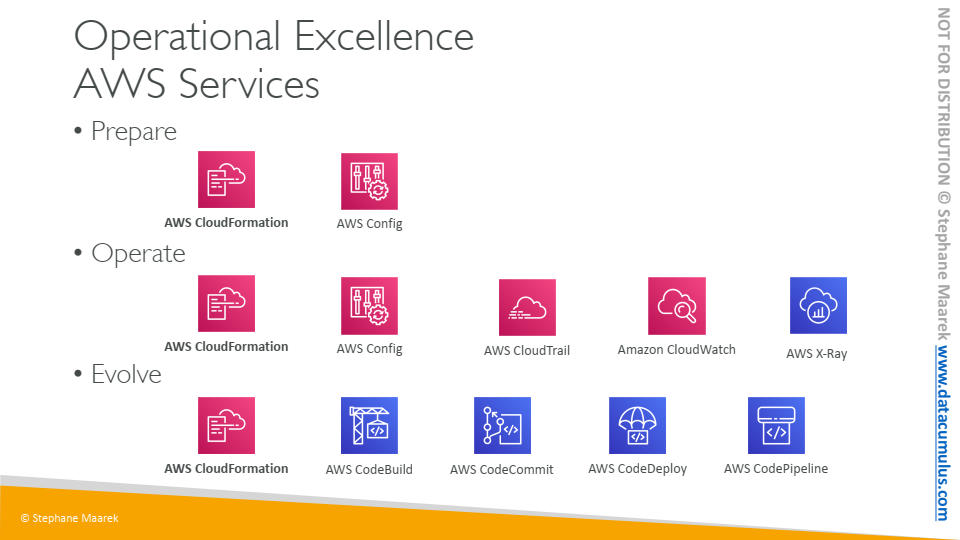 Operational Excellence
AWS Services
• Prepare
AWS CloudFormation
AWS Config
• Operate
AWS CloudFormation
AWS Config
AWS CloudTrail
Amazon CloudWatch
AWS X-Ray
• Evolve
AWS CloudFormation
AWS CodeBuild
AWS CodeCommit
AWS CodeDeploy
AWS CodePipeline
© Stephane Maarek
NOT FOR DISTRIBUTION © Stephane Maarek www.datacumulus.com